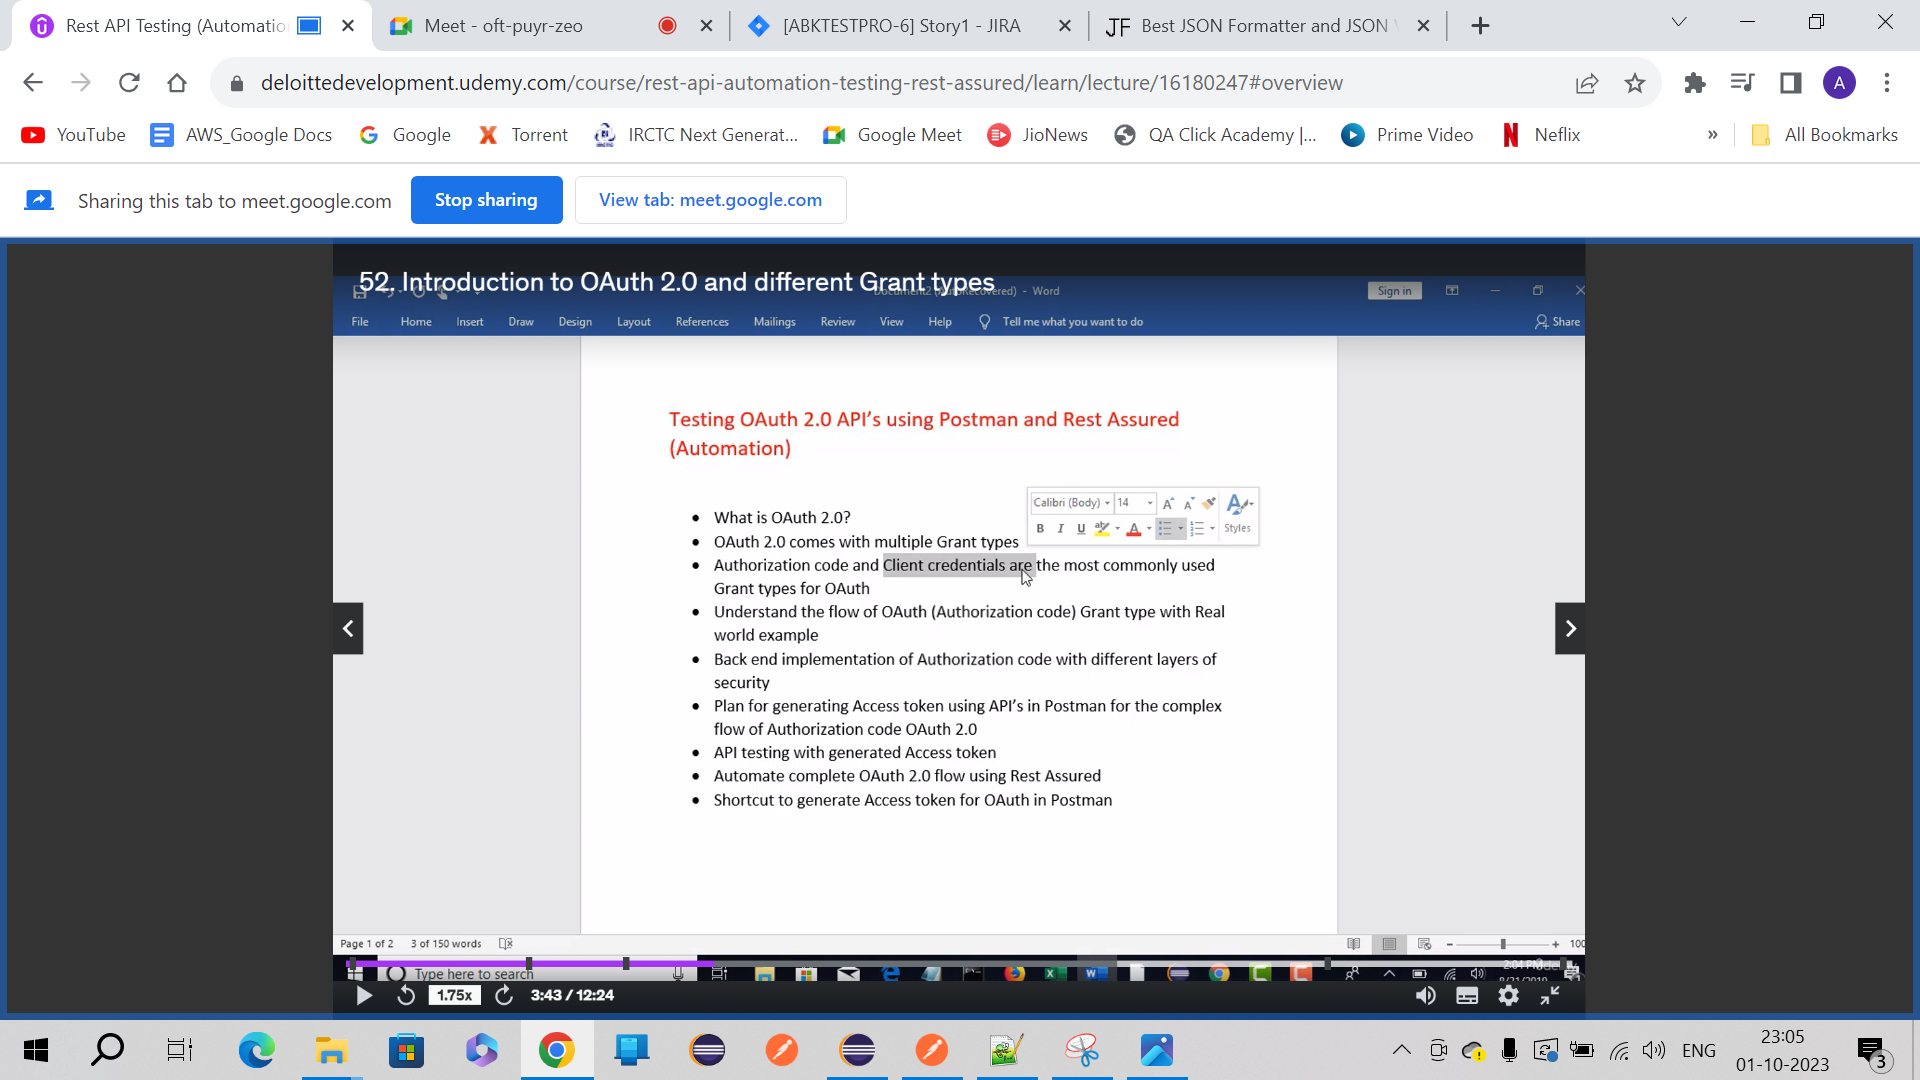 Rest API Testing (Automatio
Meet - oft-puyr-zeo
[ABKTESTPRO-6] Story1 - JIRA
JF Best JSON Formatter and JSON
deloittedevelopment.udemy.com/course/rest-api-automation-testing-rest-assured/learn/lecture/16180247#overview
A
YouTube AWS_Google Docs Google Torrent IRCTC Next Generat... Google Meet JioNews QA Click Academy |... Prime Video Neflix » All Bookmarks
Sharing this tab to meet.google.com Stop sharing View tab: meet.google.com
52. Introduction to OAuth 2.0 and different Grant types
- Word Sign in
File Home Insert Draw Design Layout References Mailings Review View Help Tell me what you want to do Share
Testing OAuth 2.0 API’s using Postman and Rest Assured
(Automation)
Calibri (Body) 14
B I U A Styles
• What is OAuth 2.0?
• OAuth 2.0 comes with multiple Grant types
• Authorization code and Client credentials are the most commonly used
Grant types for OAuth
• Understand the flow of OAuth (Authorization code) Grant type with Real
world example
• Back end implementation of Authorization code with different layers of
security
• Plan for generating Access token using API’s in Postman for the complex
flow of Authorization code OAuth 2.0
• API testing with generated Access token
• Automate complete OAuth 2.0 flow using Rest Assured
• Shortcut to generate Access token for OAuth in Postman
Page 1 of 2 3 of 150 words 100
Type here to search
1.75x 3:43 / 12:24
ENG 23:05
01-10-2023 3